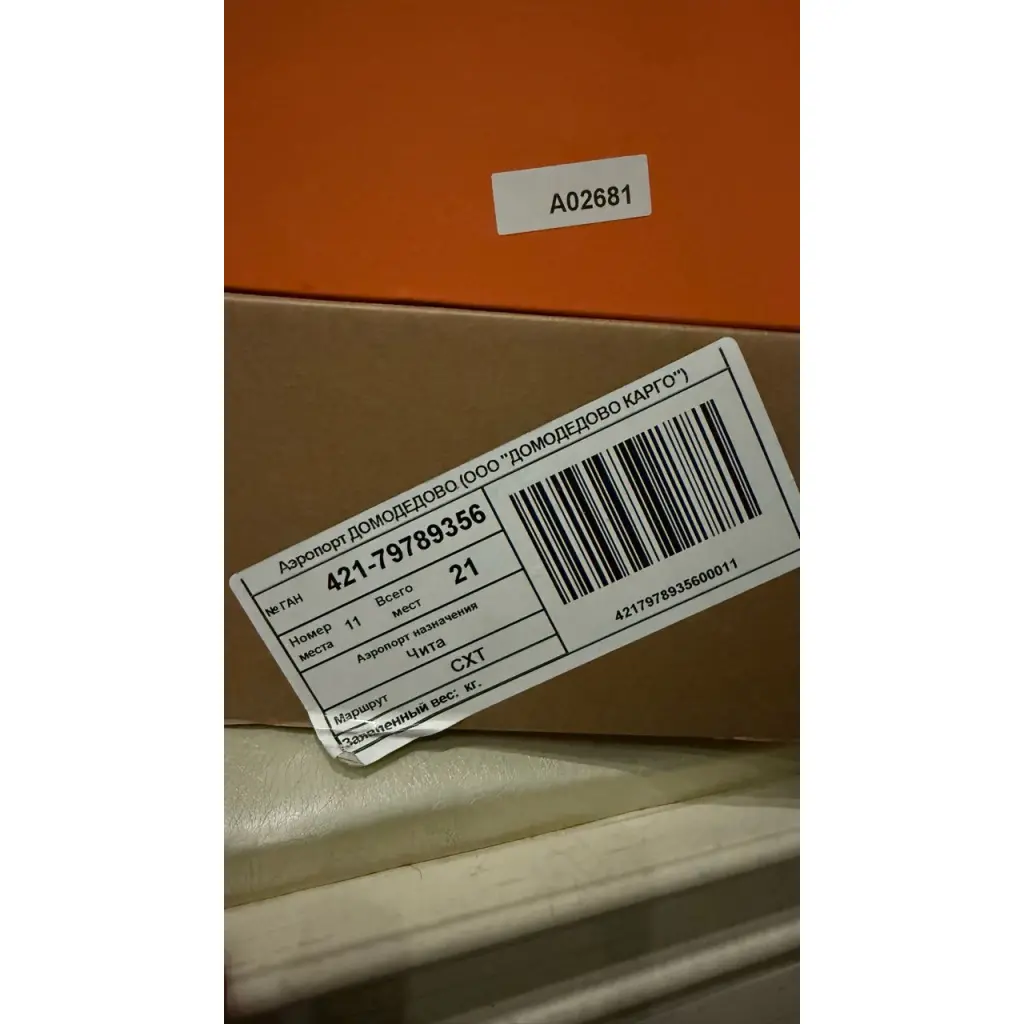 A02681
Аэропорт ДОМОДЕДОВО (ООО "ДОМОДЕДОВО КАРГО")
№ ГАН 421-79789356
Номер места 11 Всего мест 21
Аэропорт назначения
Чита
Маршрут СХТ
Заявленный вес: кг.
4217978935600011